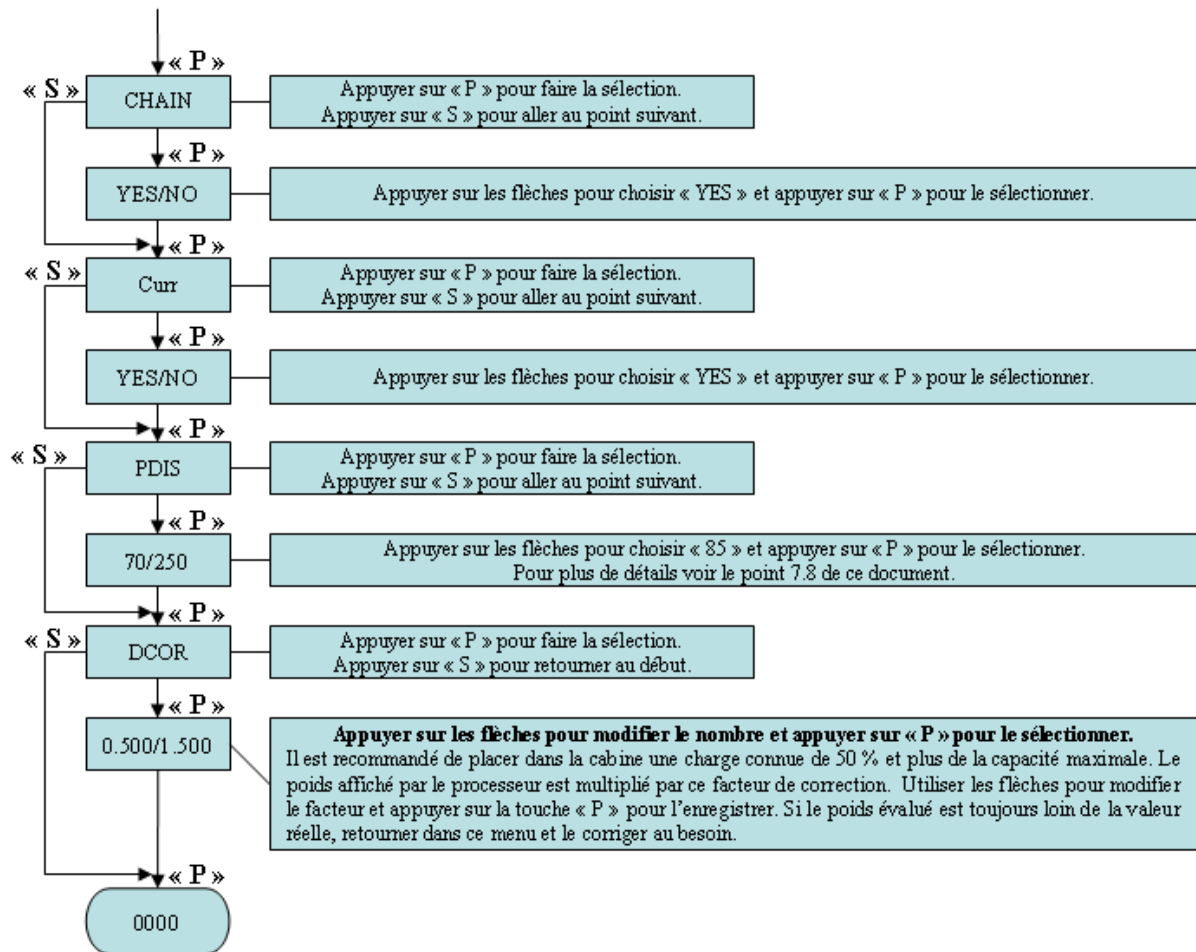 « P »
« S »
CHAIN
Appuyer sur « P » pour faire la sélection.
Appuyer sur « S » pour aller au point suivant.
« P »
YES/NO
Appuyer sur les flèches pour choisir « YES » et appuyer sur « P » pour le sélectionner.
« P »
« S »
Curr
Appuyer sur « P » pour faire la sélection.
Appuyer sur « S » pour aller au point suivant.
« P »
YES/NO
Appuyer sur les flèches pour choisir « YES » et appuyer sur « P » pour le sélectionner.
« P »
« S »
PDIS
Appuyer sur « P » pour faire la sélection.
Appuyer sur « S » pour aller au point suivant.
« P »
70/250
Appuyer sur les flèches pour choisir « 85 » et appuyer sur « P » pour le sélectionner.
Pour plus de détails voir le point 7.8 de ce document.
« P »
« S »
DCOR
Appuyer sur « P » pour faire la sélection.
Appuyer sur « S » pour retourner au début.
« P »
0.500/1.500
Appuyer sur les flèches pour modifier le nombre et appuyer sur « P » pour le sélectionner.
Il est recommandé de placer dans la cabine une charge connue de 50 % et plus de la capacité maximale. Le
poids affiché par le processeur est multiplié par ce facteur de correction. Utiliser les flèches pour modifier
le facteur et appuyer sur la touche « P » pour l'enregistrer. Si le poids évalué est toujours loin de la valeur
réelle, retourner dans ce menu et le corriger au besoin.
« P »
0000